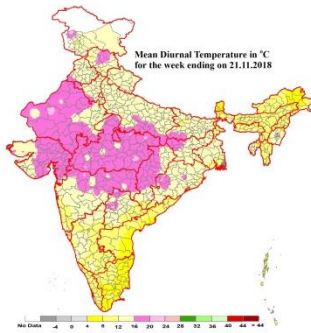 Mean Diurnal Temperature in °C
for the week ending on 21.11.2018
No Data -4 0 4 8 12 16 20 24 28 32 36 40 44 > 44